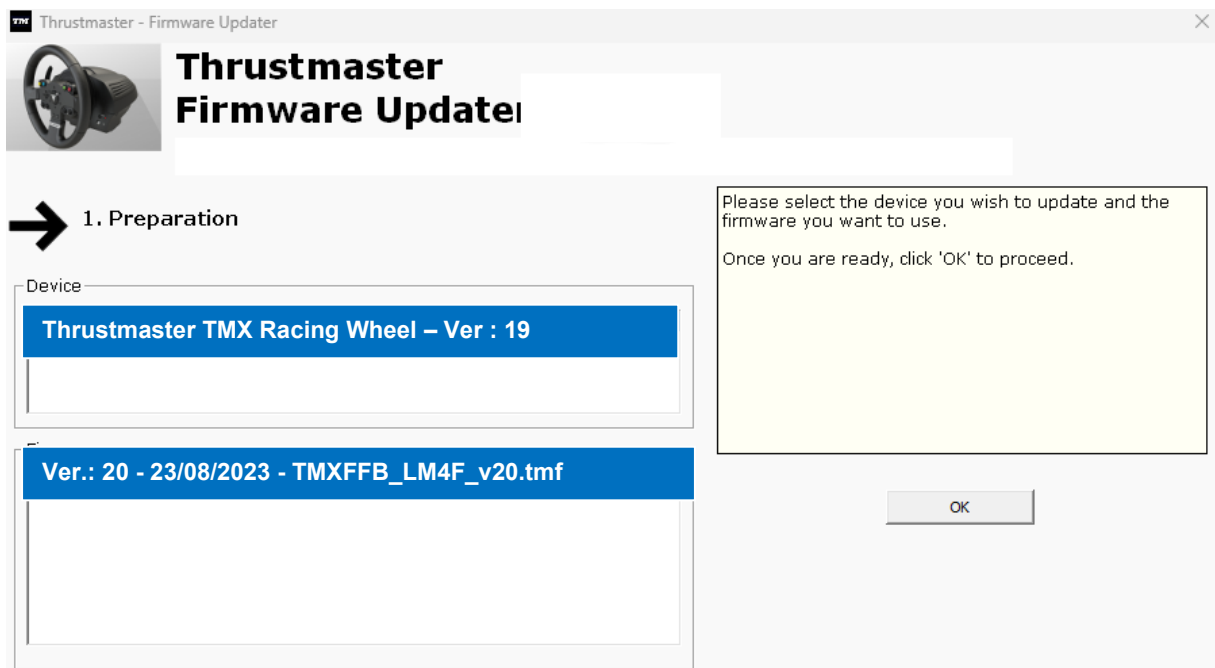 Thrustmaster - Firmware Updater
Thrustmaster
Firmware Updater
1. Preparation
Please select the device you wish to update and the
firmware you want to use.
Once you are ready, click 'OK' to proceed.
Device
Thrustmaster TMX Racing Wheel – Ver : 19
Ver.: 20 - 23/08/2023 - TMXFFB_LM4F_v20.tmf
OK